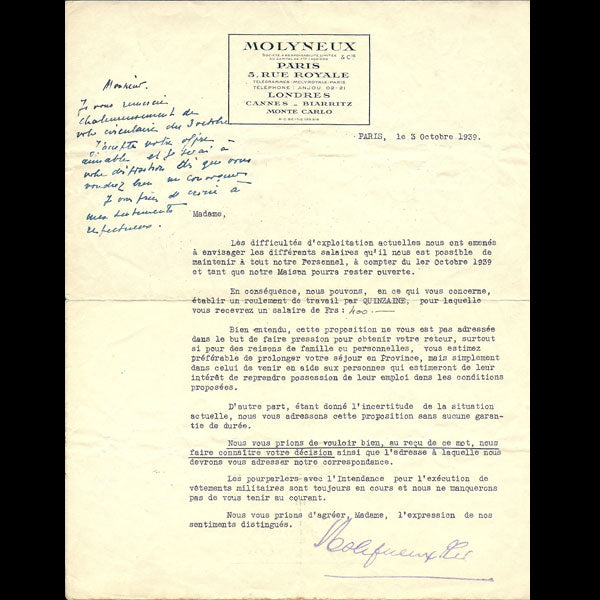 MOLYNEUX
& Cie
PARIS
5, RUE ROYALE
TÉLÉGRAMMES: MOLYROYALE-PARIS
TÉLÉPHONE: ANJOU 02-21
LONDRES
CANNES - BIARRITZ
MONTE CARLO
PARIS, le 3 Octobre 1939.
Monsieur.
Je vous remercie
chaleureusement de
votre circulaire du 3 octobre
J'accepte votre offre
aimable et je serai à
votre disposition dès que vous
voudrez bien me convoquer
Je vous prie de croire à
mes sentiments
respectueux.
Madame,
Les difficultés d'exploitation actuelles nous ont amenés
à envisager les différents salaires qu'il nous est possible de
maintenir à tout notre Personnel, à compter du 1er Octobre 1939
et tant que notre Maison pourra rester ouverte.
En conséquence, nous pouvons, en ce qui vous concerne,
établir un roulement de travail par QUINZAINE, pour laquelle
vous recevrez un salaire de Frs: 400.—
Bien entendu, cette proposition ne vous est pas adressée
dans le but de faire pression pour obtenir votre retour, surtout
si pour des raisons de famille ou personnelles, vous estimez
préférable de prolonger votre séjour en Province, mais simplement
dans celui de venir en aide aux personnes qui estimeront de leur
intérêt de reprendre possession de leur emploi dans les conditions
proposées.
D'autre part, étant donné l'incertitude de la situation
actuelle, nous vous adressons cette proposition sans aucune garan-
tie de durée.
Nous vous prions de vouloir bien, au reçu de ce mot, nous
faire connaître votre décision ainsi que l'adresse à laquelle nous
devrons vous adresser notre correspondance.
Les pourparlers avec l'Intendance pour l'exécution de
vêtements militaires sont toujours en cours et nous ne manquerons
pas de vous tenir au courant.
Nous vous prions d'agréer, Madame, l'expression de nos
sentiments distingués.
Molyneux & Cie